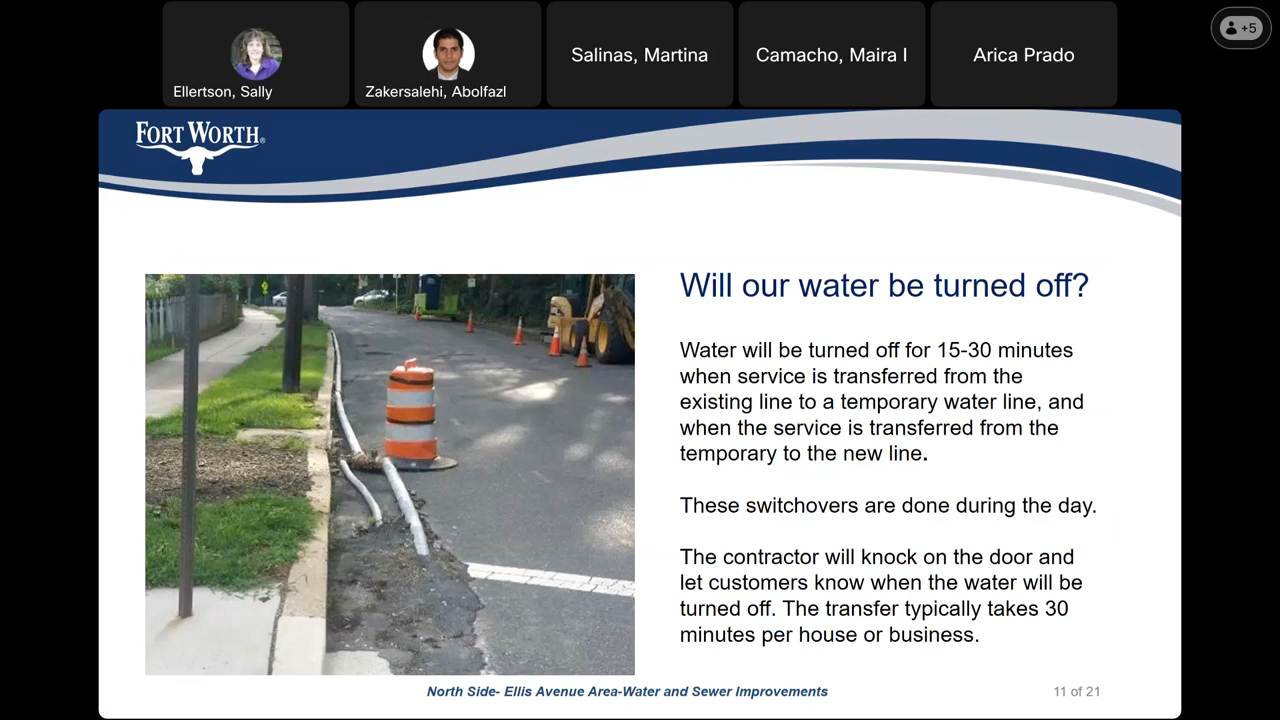 Ellertson, Sally
Zakersalehi, Abolfazl
Salinas, Martina
Camacho, Maira I
Arica Prado
+5
FORT WORTH®
Will our water be turned off?
Water will be turned off for 15-30 minutes
when service is transferred from the
existing line to a temporary water line, and
when the service is transferred from the
temporary to the new line.
These switchovers are done during the day.
The contractor will knock on the door and
let customers know when the water will be
turned off. The transfer typically takes 30
minutes per house or business.
North Side- Ellis Avenue Area-Water and Sewer Improvements
11 of 21